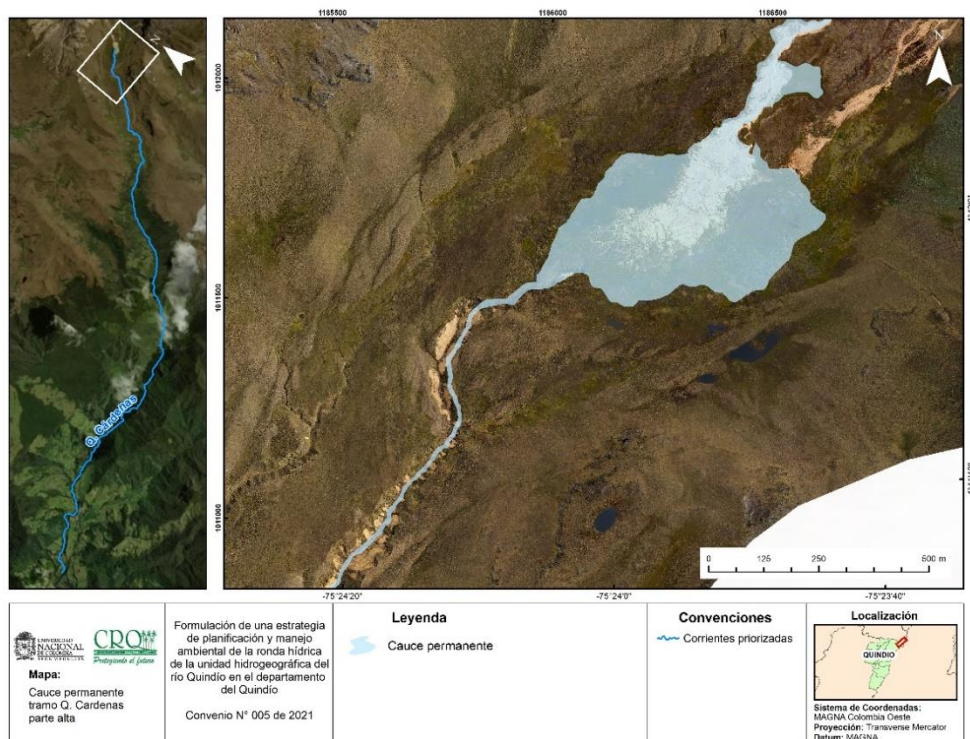 1185500 1186000 1186500
N
N
1012000
1011500
1011000
Q. Cárdenas
0 125 250 500 m
-75°24'20" -75°24'0" -75°23'40"
UNIVERSIDAD
NACIONAL
DE COLOMBIA
CRQ
Protegiendo el futuro
Mapa:
Cauce permanente
tramo Q. Cardenas
parte alta
Formulación de una estrategia
de planificación y manejo
ambiental de la ronda hídrica
de la unidad hidrogeográfica del
río Quindío en el departamento
del Quindío
Convenio N° 005 de 2021
Leyenda
Cauce permanente
Convenciones
Corrientes priorizadas
Localización
QUINDIO
Sistema de Coordenadas:
MAGNA Colombia Oeste
Proyección: Transverse Mercator
Datum: MAGNA